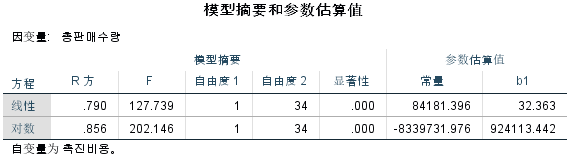 模型摘要和参数估算值
因变量: 총판매수량
模型摘要 参数估算值
方程 R 方 F 自由度 1 自由度 2 显著性 常量 b1
线性 .790 127.739 1 34 .000 84181.396 32.363
对数 .856 202.146 1 34 .000 -8339731.976 924113.442
自变量为 촉진비용。